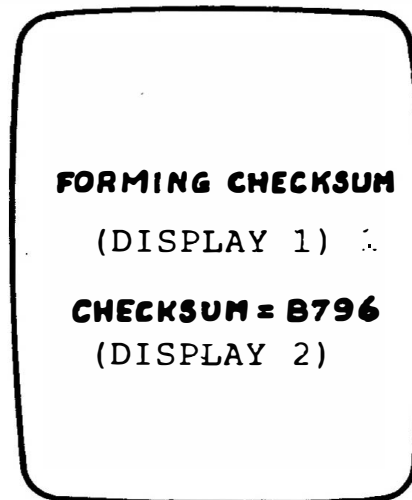 FORMING CHECKSUM
(DISPLAY 1)
CHECKSUM = B796
(DISPLAY 2)